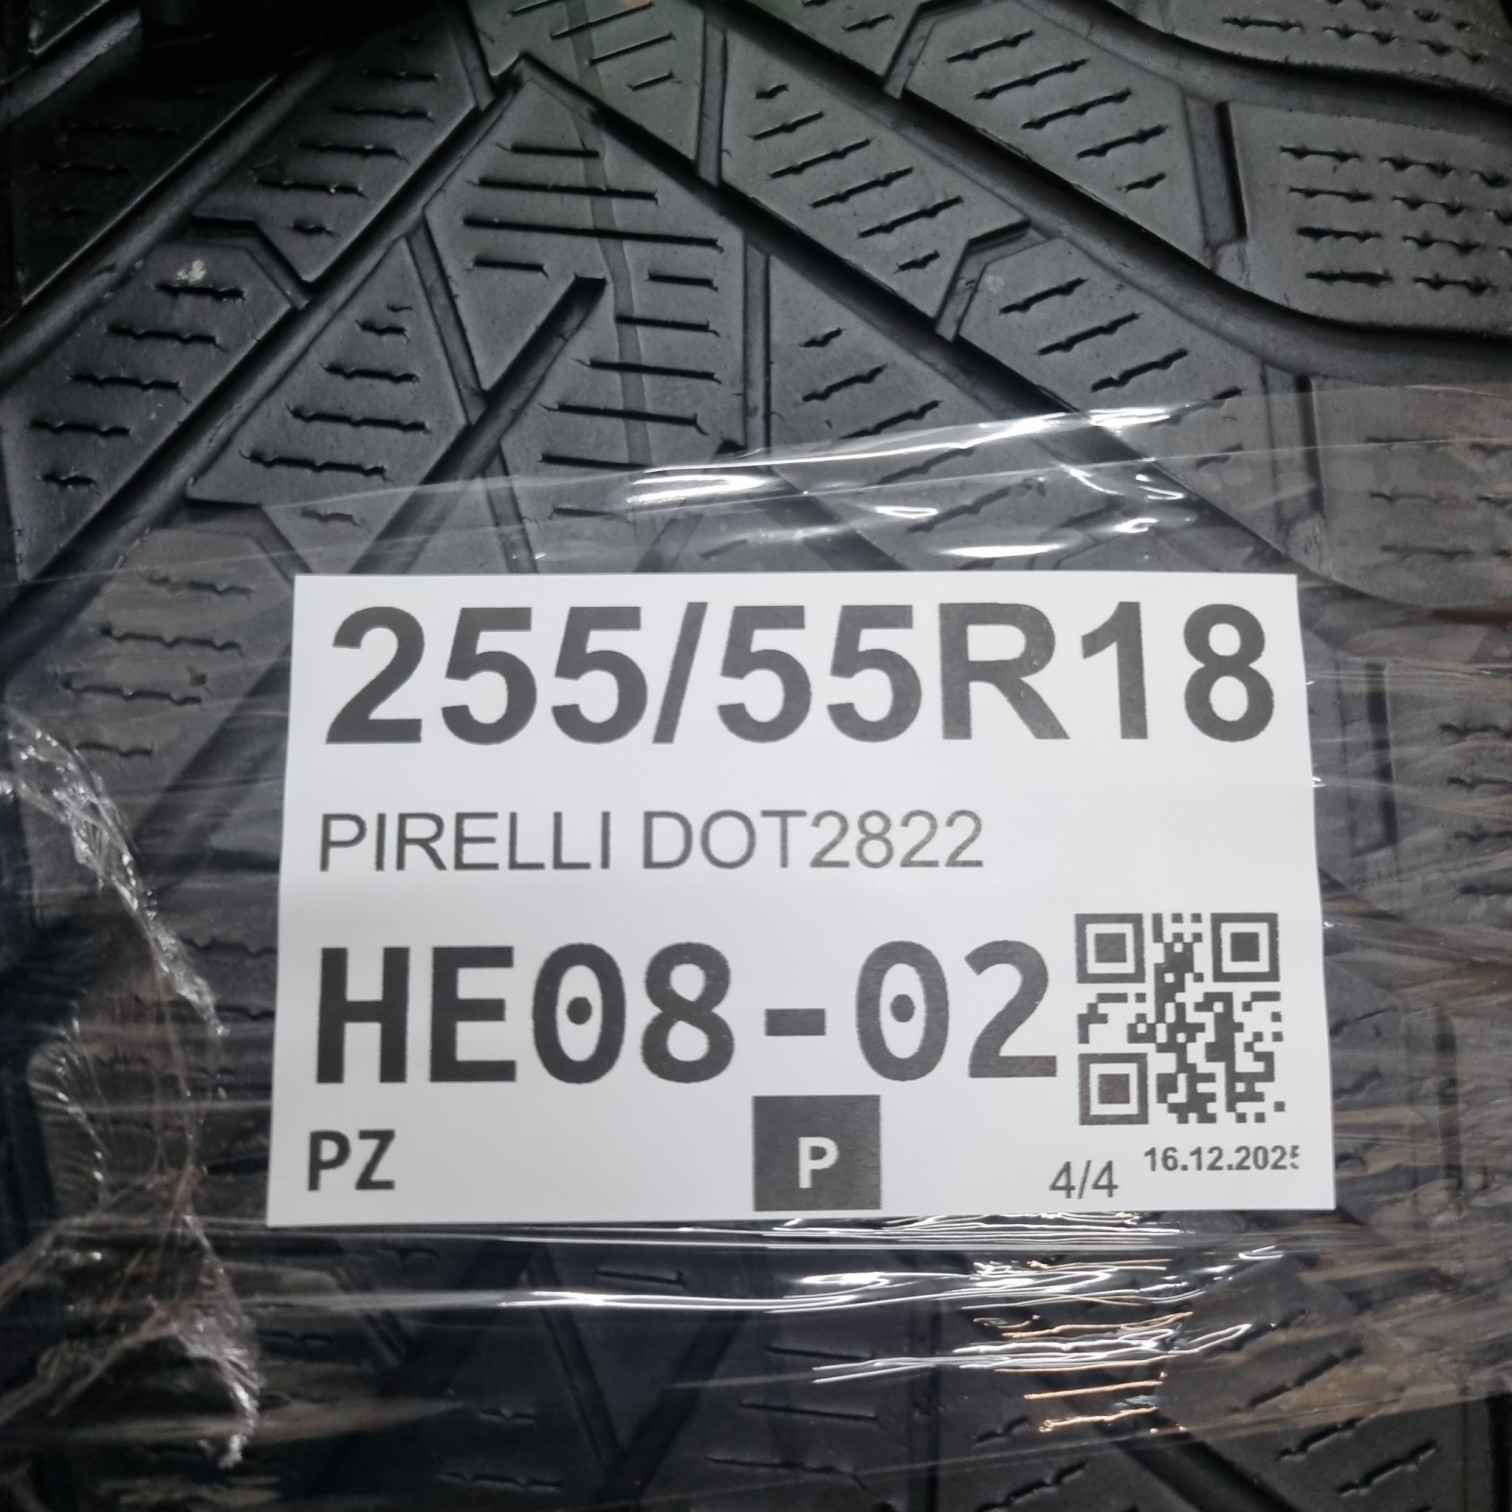 255/55R18
PIRELLI DOT2822
HE08-02
PZ
P
4/4
16.12.2025